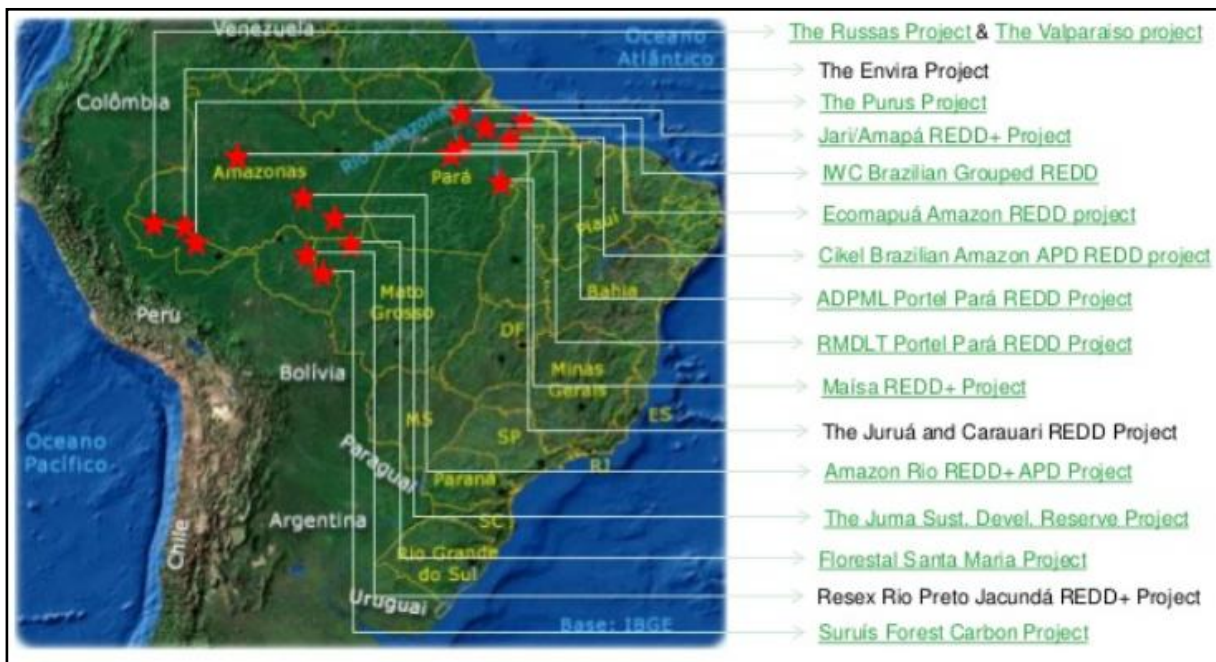 Venezuela
Oceano
Atlântico
Colômbia
Rio Amazonas
Amazonas
Pará
Piauí
Peru
Mato
Grosso
Bahia
DF
Bolívia
Minas
Gerais
MS
ES
SP
Oceano
Pacífico
Paraguai
RJ
Paraná
Chile
Argentina
SC
Rio Grande
do Sul
Uruguai
Base: IBGE
The Russas Project & The Valparaiso project
The Envira Project
The Purus Project
Jari/Amapá REDD+ Project
IWC Brazilian Grouped REDD
Ecomapuá Amazon REDD project
Cikel Brazilian Amazon APD REDD project
ADPML Portel Pará REDD Project
RMDLT Portel Pará REDD Project
Maísa REDD+ Project
The Juruá and Carauari REDD Project
Amazon Rio REDD+ APD Project
The Juma Sust. Devel. Reserve Project
Florestal Santa Maria Project
Resex Rio Preto Jacundá REDD+ Project
Suruís Forest Carbon Project